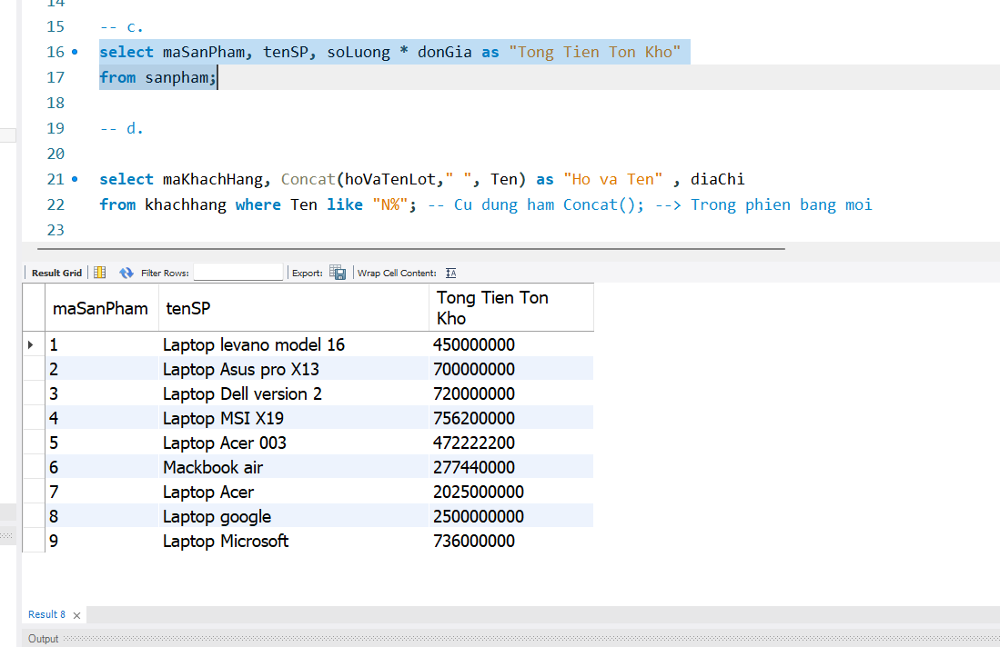 14
15 -- c.
16 select maSanPham, tenSP, soLuong * donGia as "Tong Tien Ton Kho"
17 from sanpham;
18
19 -- d.
20
21 select maKhachHang, Concat(hoVaTenLot," ", Ten) as "Ho va Ten" , diaChi
22 from khachhang where Ten like "N%"; -- Cu dung ham Concat(); --> Trong phien bang moi
23
Result Grid Filter Rows: Export: Wrap Cell Content: IA
maSanPham tenSP Tong Tien Ton
Kho
1 Laptop levano model 16 450000000
2 Laptop Asus pro X13 700000000
3 Laptop Dell version 2 720000000
4 Laptop MSI X19 756200000
5 Laptop Acer 003 472222200
6 Mackbook air 277440000
7 Laptop Acer 2025000000
8 Laptop google 2500000000
9 Laptop Microsoft 736000000
Result 8 ×
Output